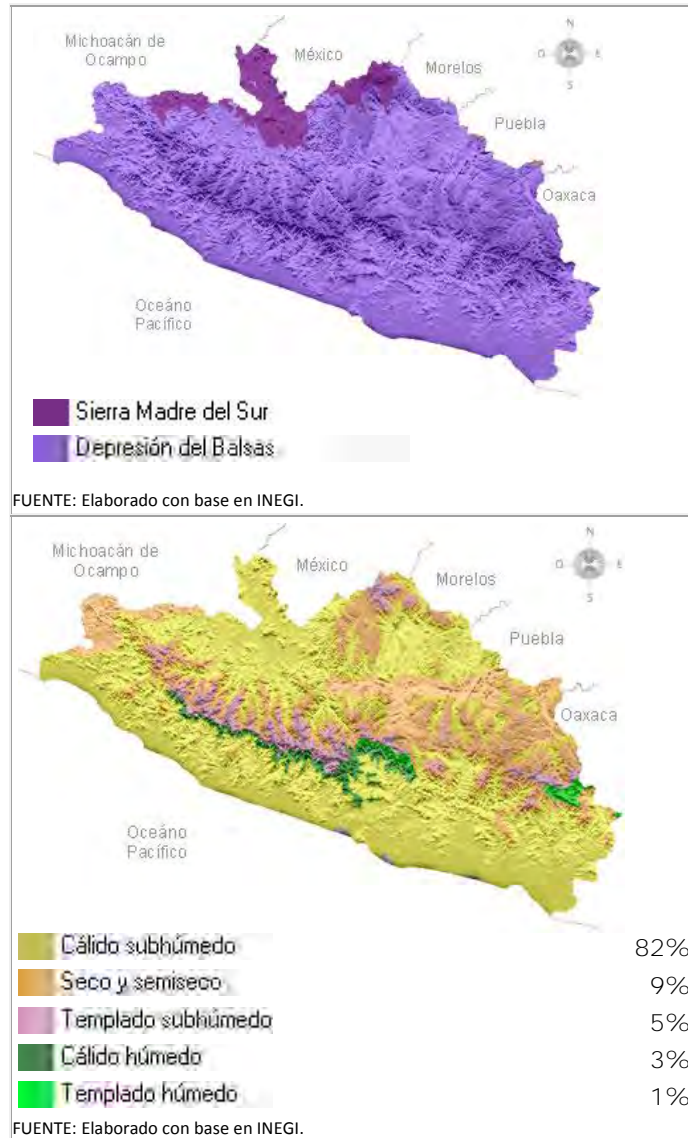 Michoacán de
Ocampo
México
Morelos
Puebla
Oaxaca
Oceáno
Pacífico
N
O E
S
Sierra Madre del Sur
Depresión del Balsas
FUENTE: Elaborado con base en INEGI.
Michoacán de
Ocampo
México
Morelos
Puebla
Oaxaca
Oceáno
Pacífico
N
O E
S
Cálido subhúmedo 82%
Seco y semiseco 9%
Templado subhúmedo 5%
Cálido húmedo 3%
Templado húmedo 1%
FUENTE: Elaborado con base en INEGI.